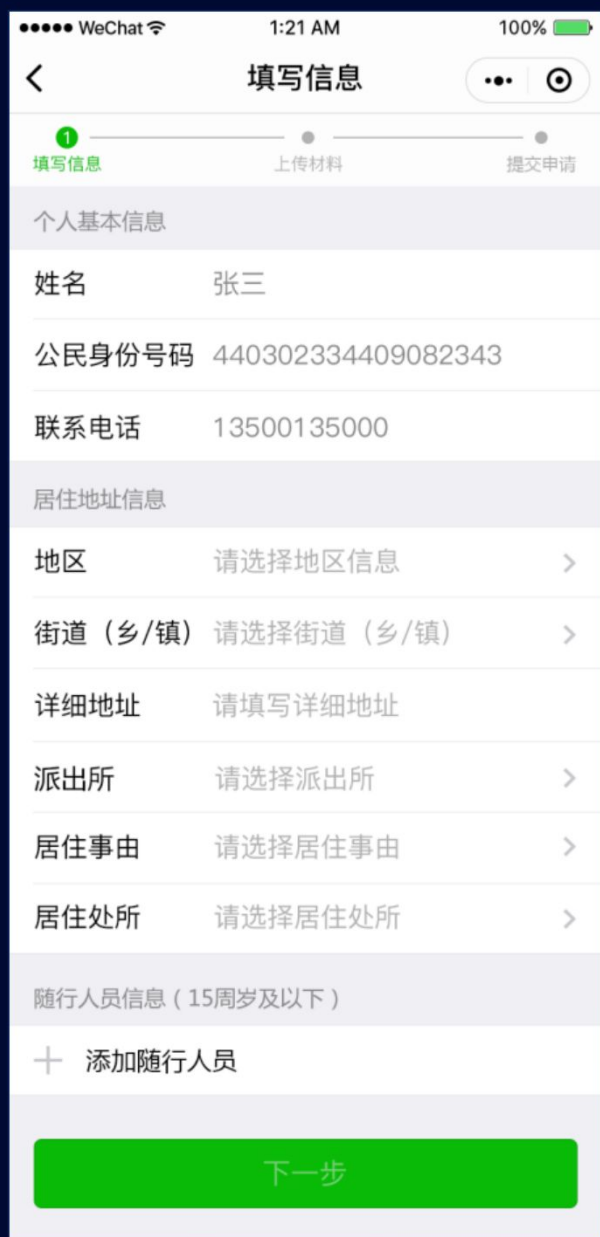 WeChat 1:21 AM 100%
填写信息
1
填写信息 上传材料 提交申请
个人基本信息
姓名 张三
公民身份号码 440302334409082343
联系电话 13500135000
居住地址信息
地区 请选择地区信息
街道（乡/镇） 请选择街道（乡/镇）
详细地址 请填写详细地址
派出所 请选择派出所
居住事由 请选择居住事由
居住处所 请选择居住处所
随行人员信息（15周岁及以下）
添加随行人员
下一步